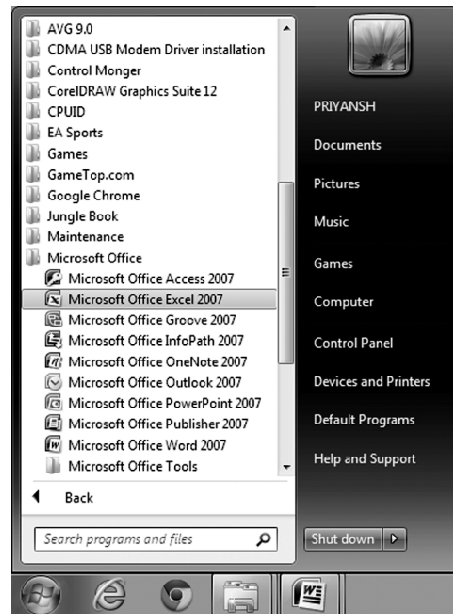 AVG 9.0
CDMA USB Modem Driver installation
Control Monger
CorelDRAW Graphics Suite 12
CPUID
EA Sports
Games
GameTop.com
Google Chrome
Jungle Book
Maintenance
Microsoft Office
Microsoft Office Access 2007
Microsoft Office Excel 2007
Microsoft Office Groove 2007
Microsoft Office InfoPath 2007
Microsoft Office OneNote 2007
Microsoft Office Outlook 2007
Microsoft Office PowerPoint 2007
Microsoft Office Publisher 2007
Microsoft Office Word 2007
Microsoft Office Tools
Back
Search programs and files
PRIYANSH
Documents
Pictures
Music
Games
Computer
Control Panel
Devices and Printers
Default Programs
Help and Support
Shut down